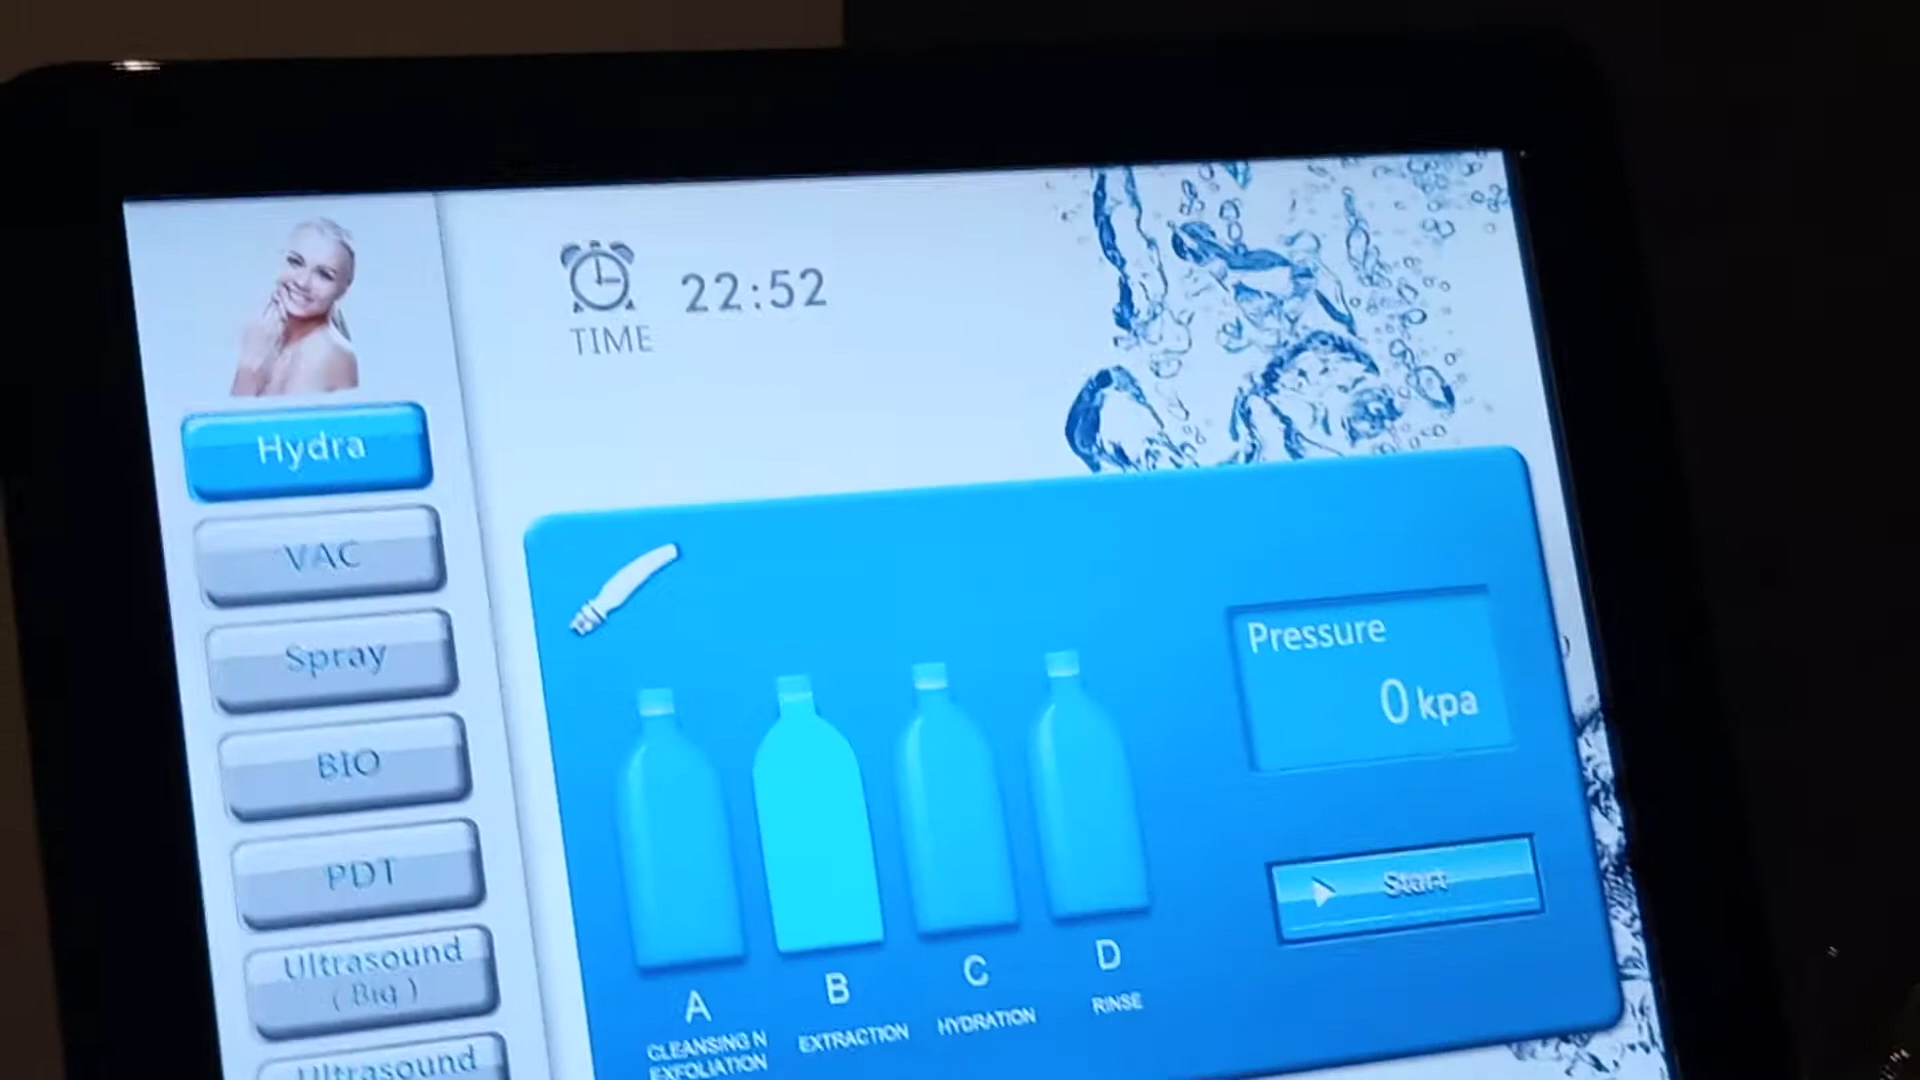 22:52
TIME
Hydra
VAC
Spray
BIO
PDT
Ultrasound
( Big )
Ultrasound
Pressure
0 kpa
Start
A
CLEANSING N
EXFOLIATION
B
EXTRACTION
C
HYDRATION
D
RINSE